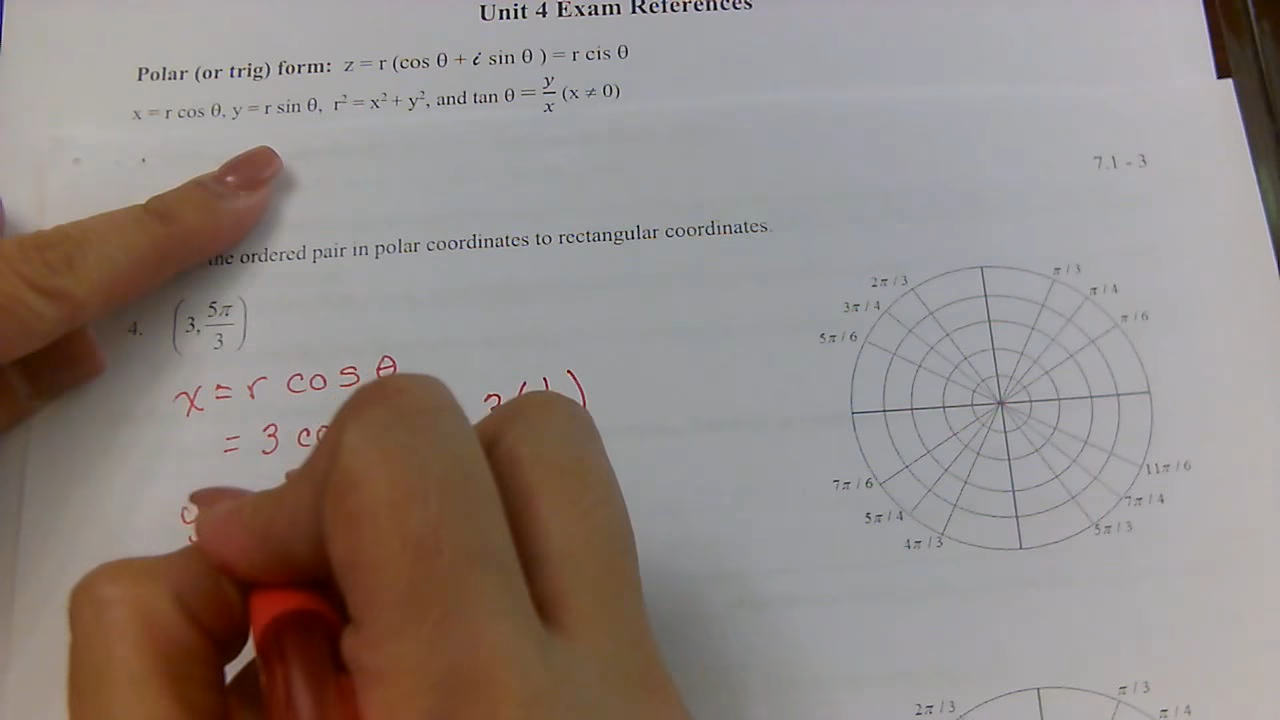 Unit 4 Exam References
Polar (or trig) form: z = r (cos θ + i sin θ ) = r cis θ
x = r cos θ, y = r sin θ, r² = x² + y², and tan θ = y/x (x ≠ 0)
7.1 - 3
the ordered pair in polar coordinates to rectangular coordinates.
4. (3, 5π/3)
x = r cos θ
= 3
π / 3
π / 4
π / 6
2π / 3
3π / 4
5π / 6
7π / 6
5π / 4
4π / 3
11π / 6
7π / 4
5π / 3
2π / 3
π / 3
π / 4